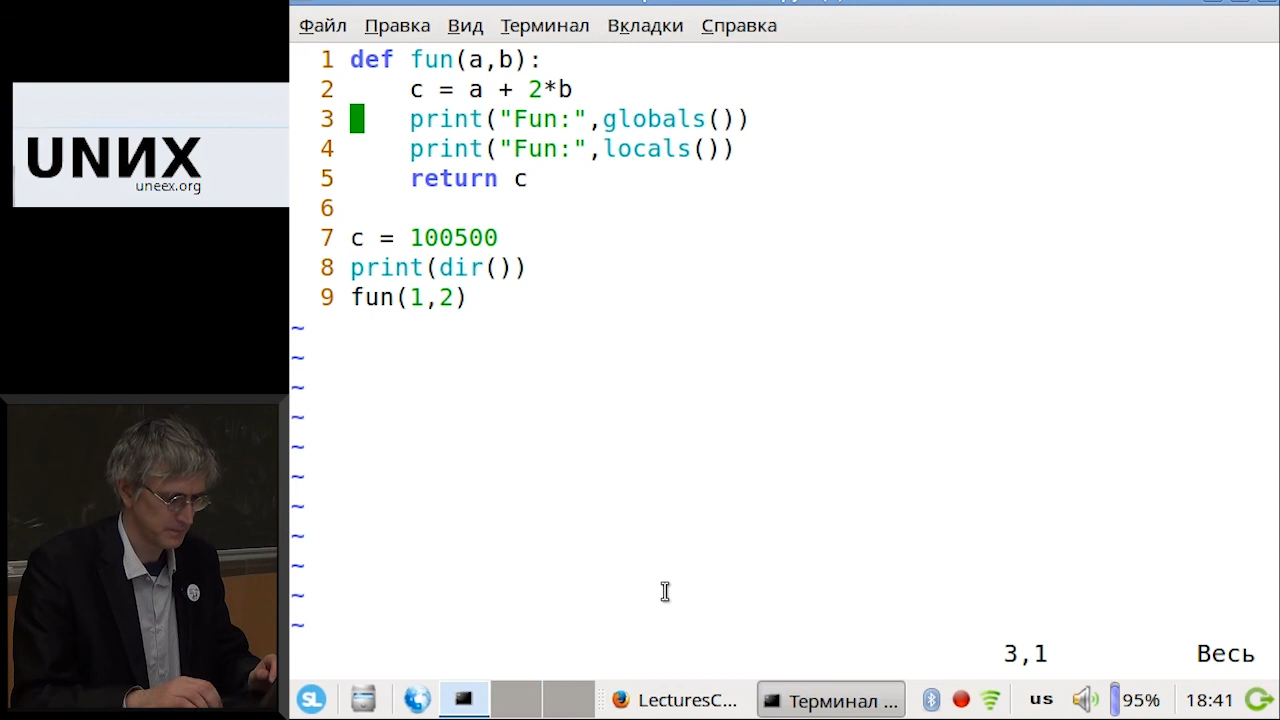 Файл Правка Вид Терминал Вкладки Справка
UNИX
uneex.org
1 def fun(a,b):
2     c = a + 2*b
3     print("Fun:",globals())
4     print("Fun:",locals())
5     return c
6
7 c = 100500
8 print(dir())
9 fun(1,2)
~
~
~
~
~
~
~
~
~
~
~
3,1 Весь
LecturesC... Терминал ... us 95% 18:41